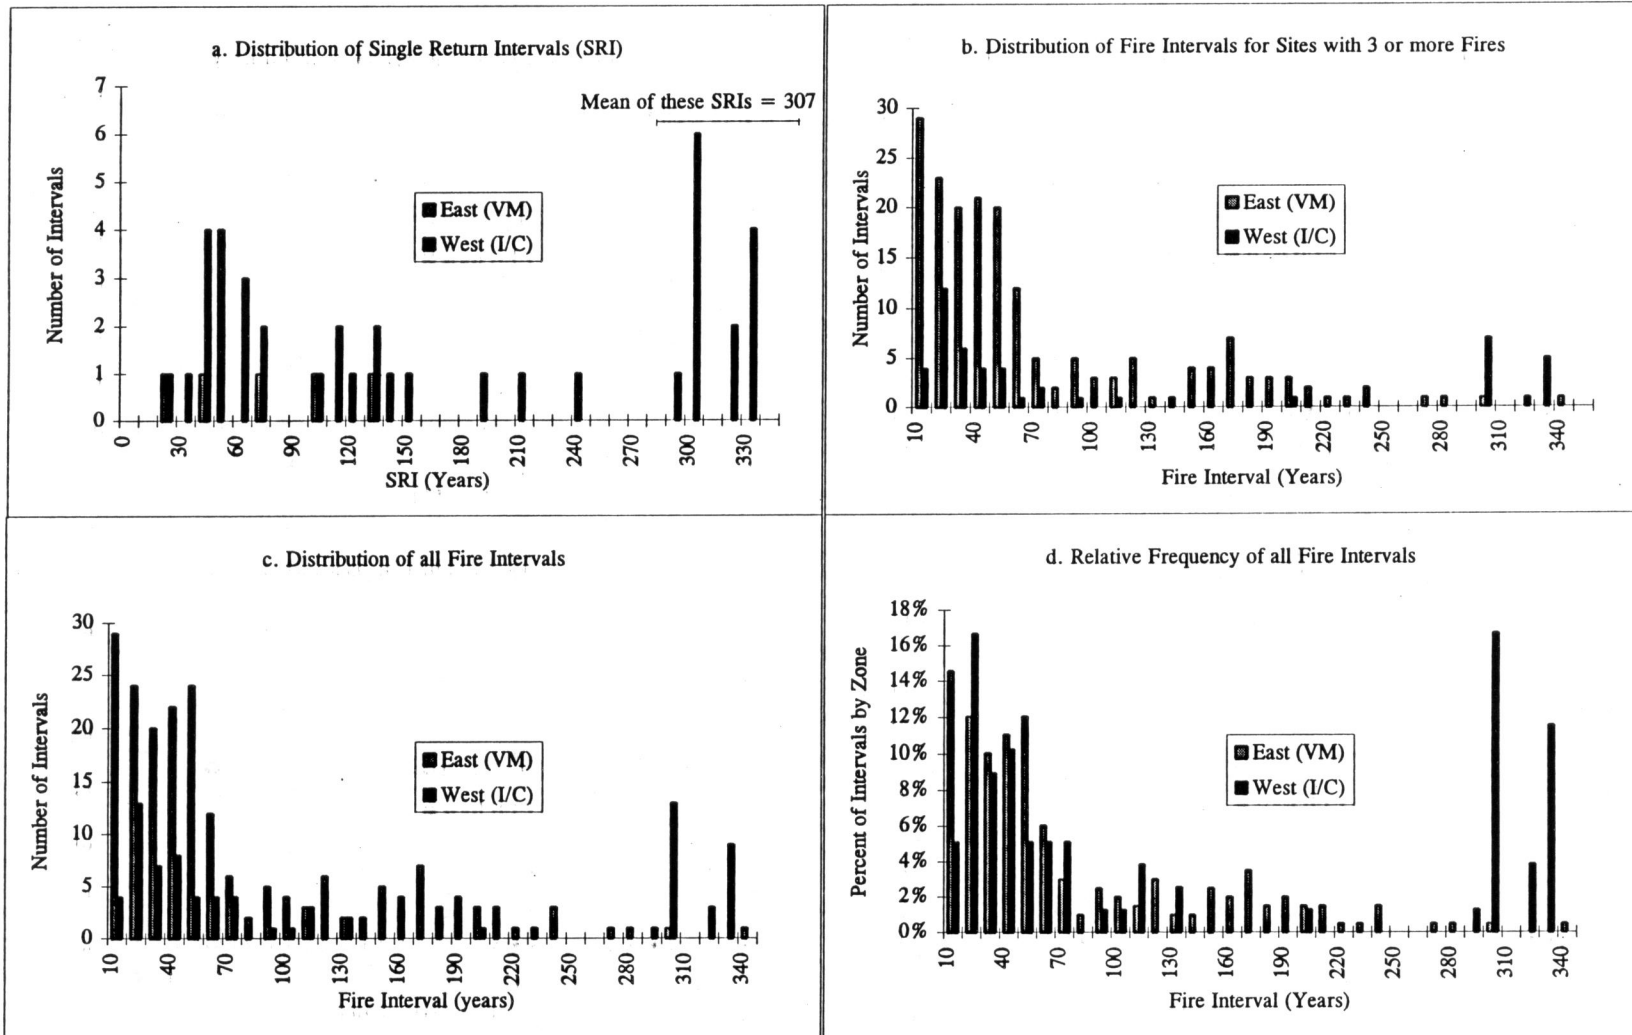 a. Distribution of Single Return Intervals (SRI)
Mean of these SRIs = 307
7
6
5
4
3
2
1
0
Number of Intervals
East (VM)
West (I/C)
0 30 60 90 120 150 180 210 240 270 300 330
SRI (Years)
b. Distribution of Fire Intervals for Sites with 3 or more Fires
30
25
20
15
10
5
0
Number of Intervals
East (VM)
West (I/C)
10 40 70 100 130 160 190 220 250 280 310 340
Fire Interval (Years)
c. Distribution of all Fire Intervals
30
25
20
15
10
5
0
Number of Intervals
East (VM)
West (I/C)
10 40 70 100 130 160 190 220 250 280 310 340
Fire Interval (years)
d. Relative Frequency of all Fire Intervals
18%
16%
14%
12%
10%
8%
6%
4%
2%
0%
Percent of Intervals by Zone
East (VM)
West (I/C)
10 40 70 100 130 160 190 220 250 280 310 340
Fire Interval (Years)